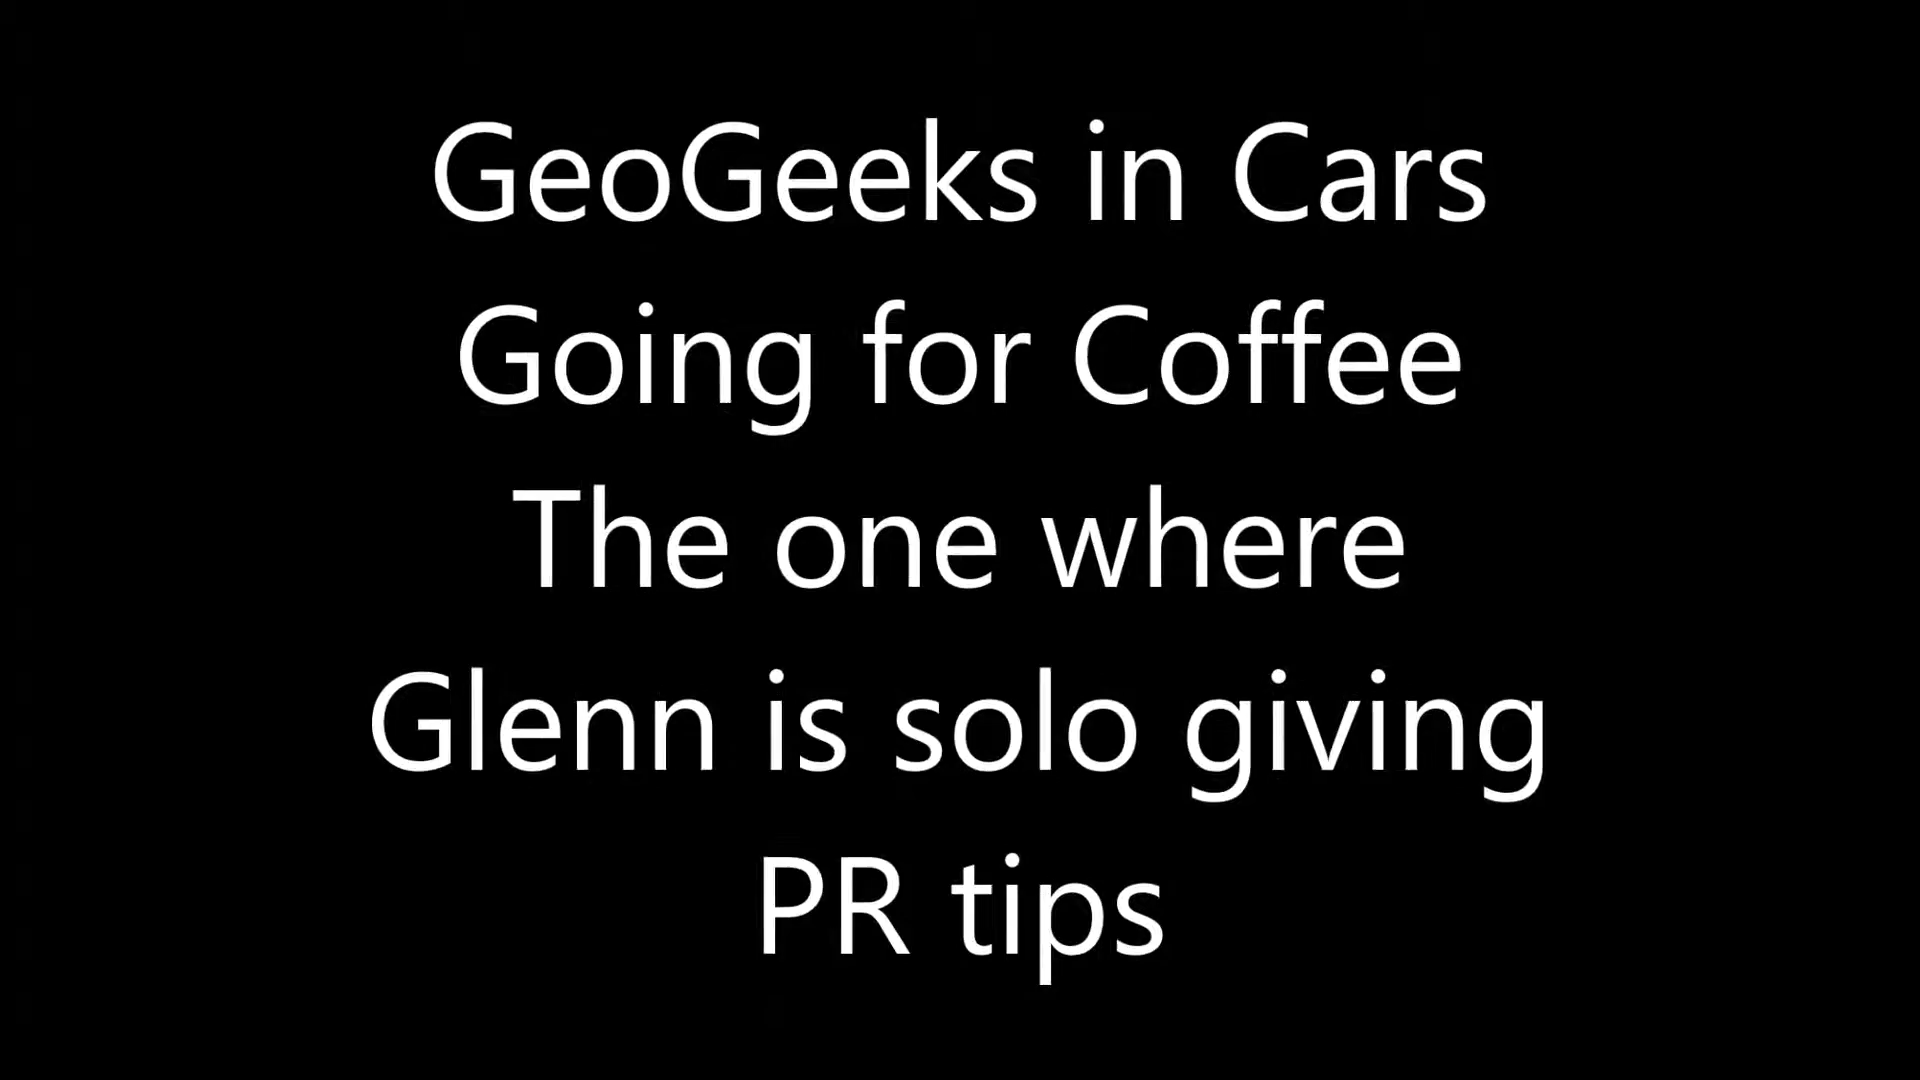 GeoGeeks in Cars
Going for Coffee
The one where
Glenn is solo giving
PR tips